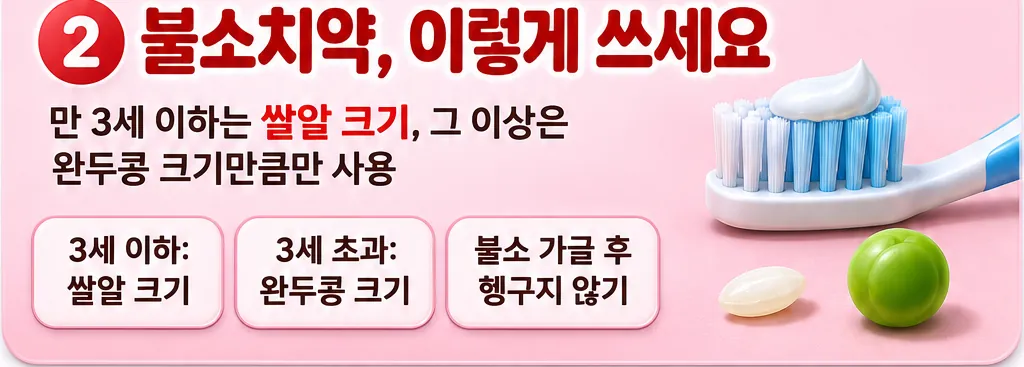 2 불소치약, 이렇게 쓰세요
만 3세 이하는 쌀알 크기, 그 이상은
완두콩 크기만큼만 사용
3세 이하:
쌀알 크기
3세 초과:
완두콩 크기
불소 가글 후
헹구지 않기